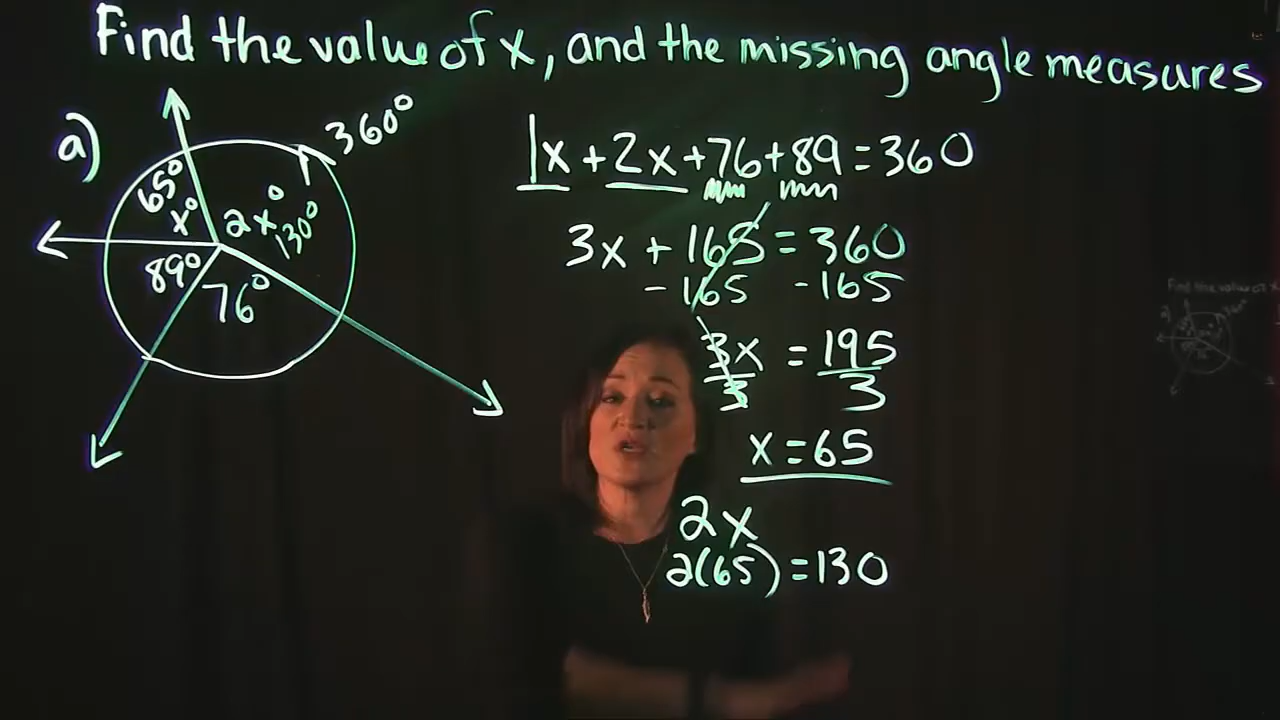 Find the value of x, and the missing angle measures
a)
360°
65°
x°
2x°
130°
89°
76°
1x + 2x + 76 + 89 = 360
3x + 165 = 360
- 165 - 165
3x = 195
3 3
x = 65
2x
2(65) = 130